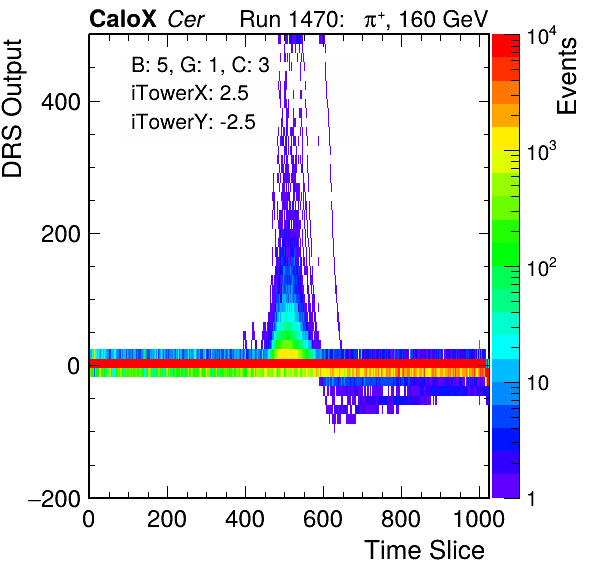 CaloX Cer Run 1470: π⁺, 160 GeV
B: 5, G: 1, C: 3
iTowerX: 2.5
iTowerY: -2.5
DRS Output
400
200
0
−200
0 200 400 600 800 1000
Time Slice
Events
10⁴
10³
10²
10
1